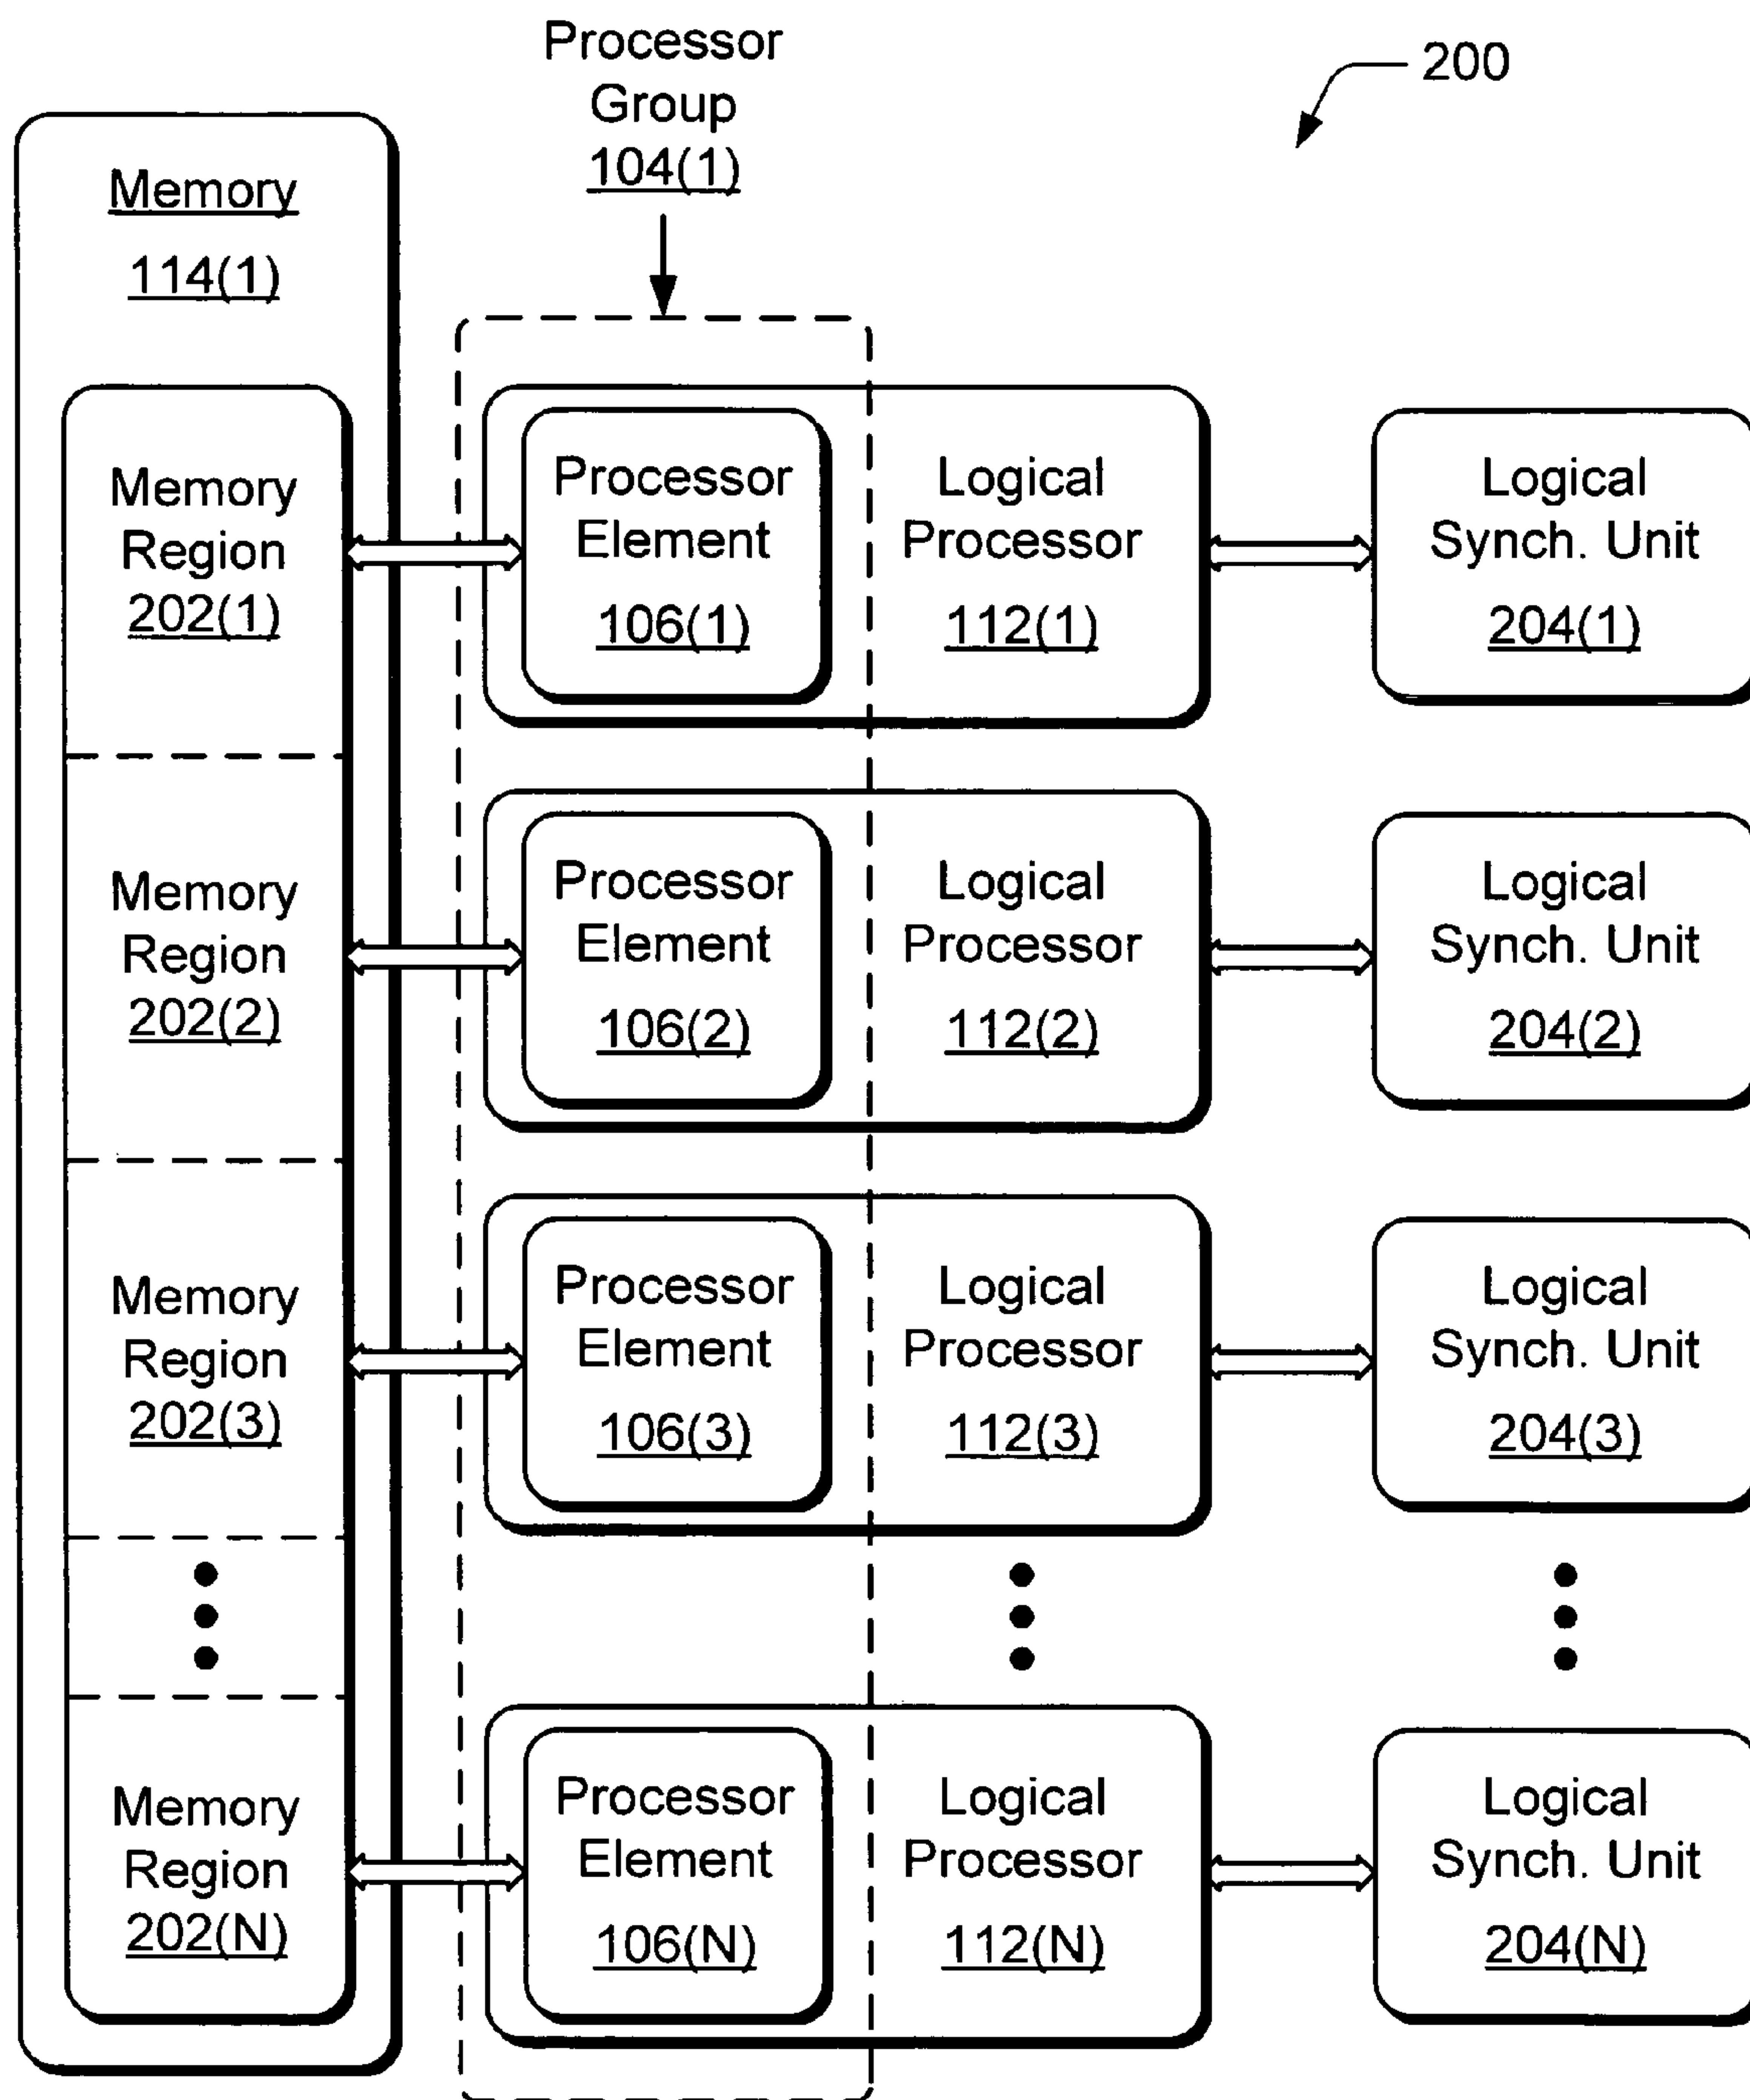 Processor
Group
104(1)
200
Memory
114(1)
Memory
Region
202(1)
Processor
Element
106(1)
Logical
Processor
112(1)
Logical
Synch. Unit
204(1)
Memory
Region
202(2)
Processor
Element
106(2)
Logical
Processor
112(2)
Logical
Synch. Unit
204(2)
Memory
Region
202(3)
Processor
Element
106(3)
Logical
Processor
112(3)
Logical
Synch. Unit
204(3)
Memory
Region
202(N)
Processor
Element
106(N)
Logical
Processor
112(N)
Logical
Synch. Unit
204(N)